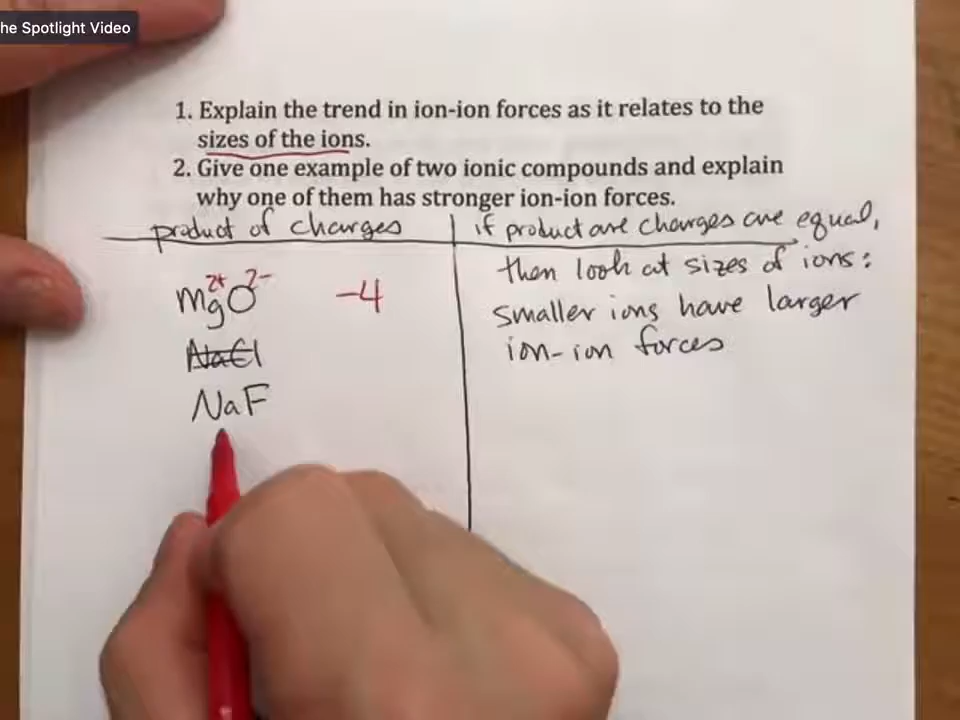 he Spotlight Video
1. Explain the trend in ion-ion forces as it relates to the
sizes of the ions.
2. Give one example of two ionic compounds and explain
why one of them has stronger ion-ion forces.
product of charges
if product are charges are equal,
then look at sizes of ions:
smaller ions have larger
ion-ion forces
Mg²⁺O²⁻ -4
NaCl
NaF